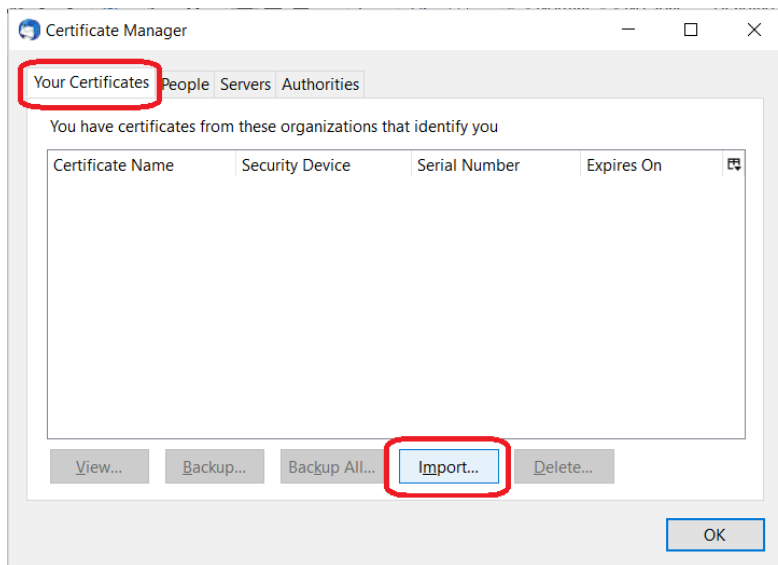 Certificate Manager
Your Certificates People Servers Authorities
You have certificates from these organizations that identify you
Certificate Name Security Device Serial Number Expires On
View... Backup... Backup All... Import... Delete...
OK